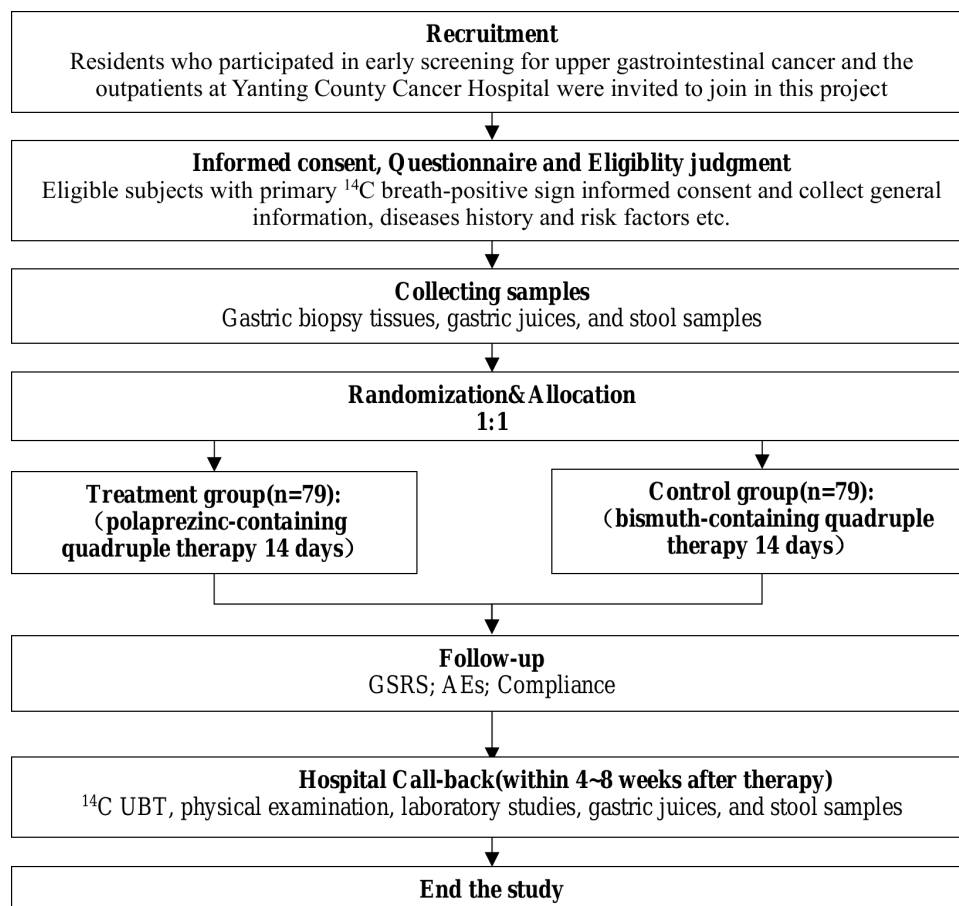 Recruitment
Residents who participated in early screening for upper gastrointestinal cancer and the
outpatients at Yanting County Cancer Hospital were invited to join in this project
Informed consent, Questionnaire and Eligiblity judgment
Eligible subjects with primary ¹⁴C breath-positive sign informed consent and collect general
information, diseases history and risk factors etc.
Collecting samples
Gastric biopsy tissues, gastric juices, and stool samples
Randomization&Allocation
1:1
Treatment group(n=79):
（polaprezinc-containing
quadruple therapy 14 days）
Control group(n=79):
（bismuth-containing quadruple
therapy 14 days）
Follow-up
GSRS; AEs; Compliance
Hospital Call-back(within 4~8 weeks after therapy)
¹⁴C UBT, physical examination, laboratory studies, gastric juices, and stool samples
End the study